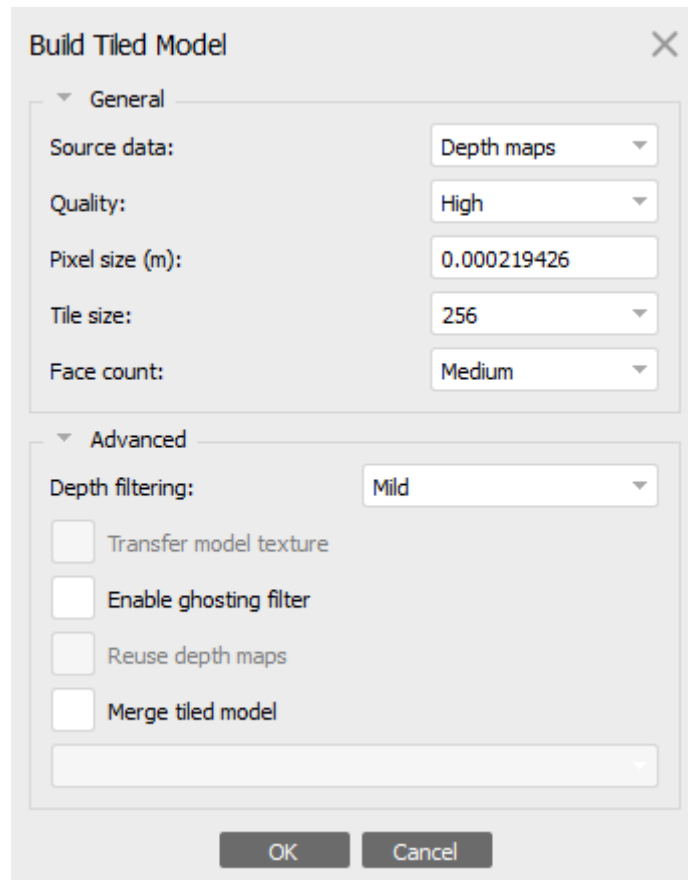 Build Tiled Model
General
Source data: Depth maps
Quality: High
Pixel size (m): 0.000219426
Tile size: 256
Face count: Medium
Advanced
Depth filtering: Mild
Transfer model texture
Enable ghosting filter
Reuse depth maps
Merge tiled model
OK Cancel